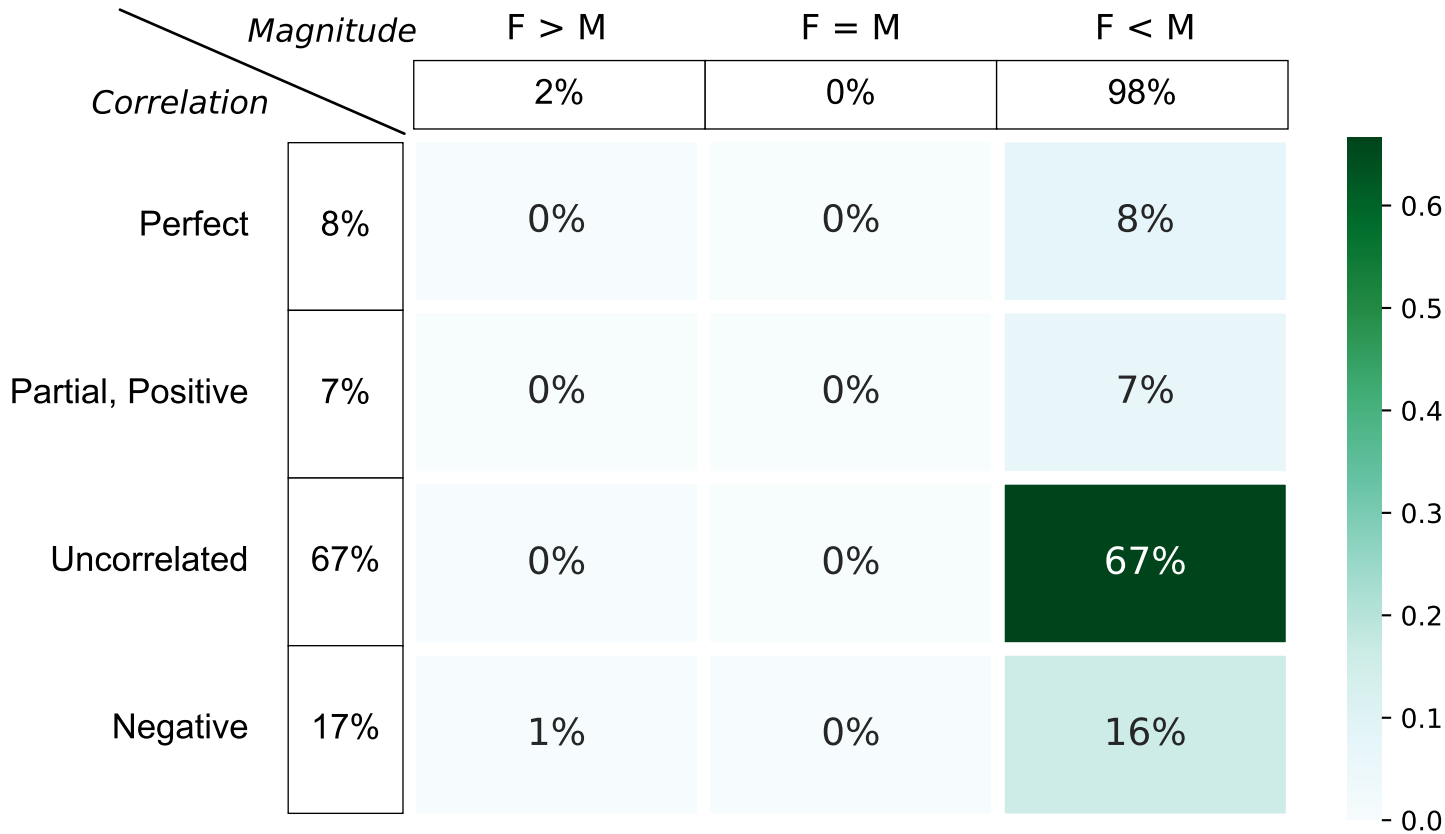 Magnitude F > M F = M F < M
Correlation 2% 0% 98%
Perfect 8% 0% 0% 8%
0.6
0.5
Partial, Positive 7% 0% 0% 7%
0.4
0.3
Uncorrelated 67% 0% 0% 67%
0.2
Negative 17% 1% 0% 16%
0.1
0.0